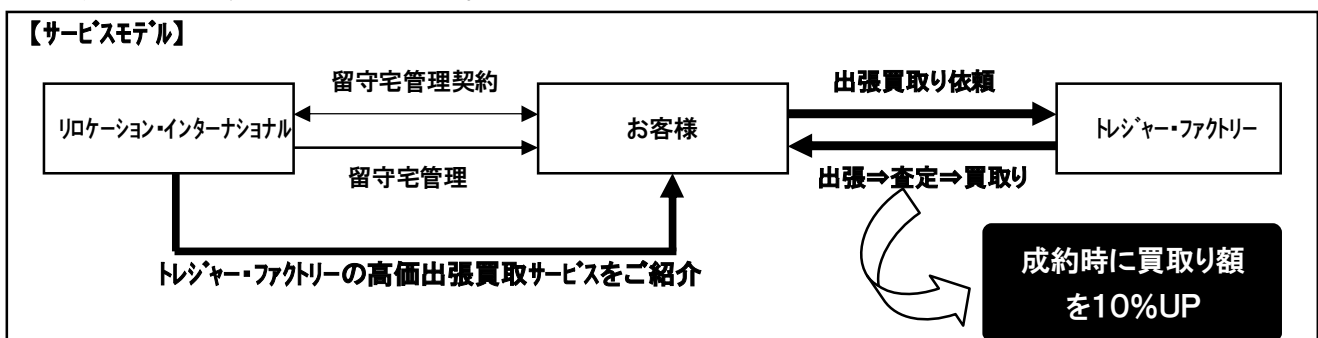 【サービスモデル】
留守宅管理契約
出張買取り依頼
リロケーション・インターナショナル
お客様
トレジャー・ファクトリー
留守宅管理
出張⇒査定⇒買取り
トレジャー・ファクトリーの高価出張買取サービスをご紹介
成約時に買取り額
を10%UP